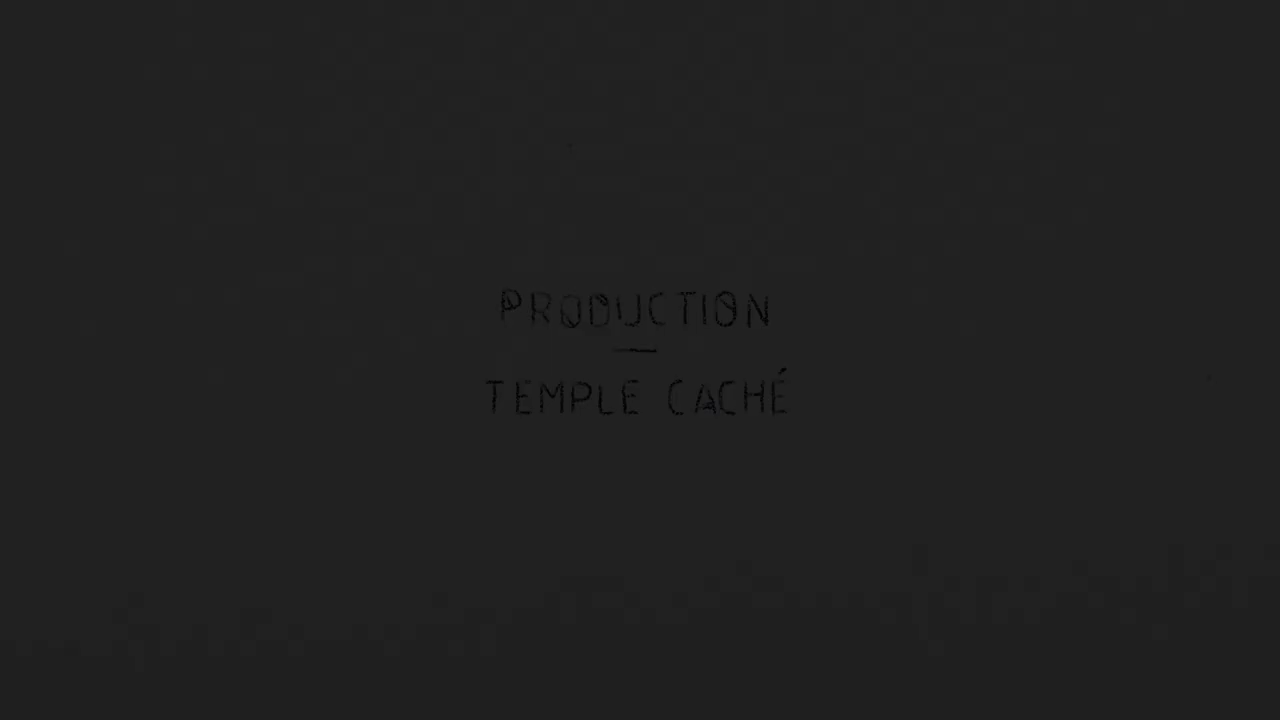 PRODUCTION
—
TEMPLE CACHÉ